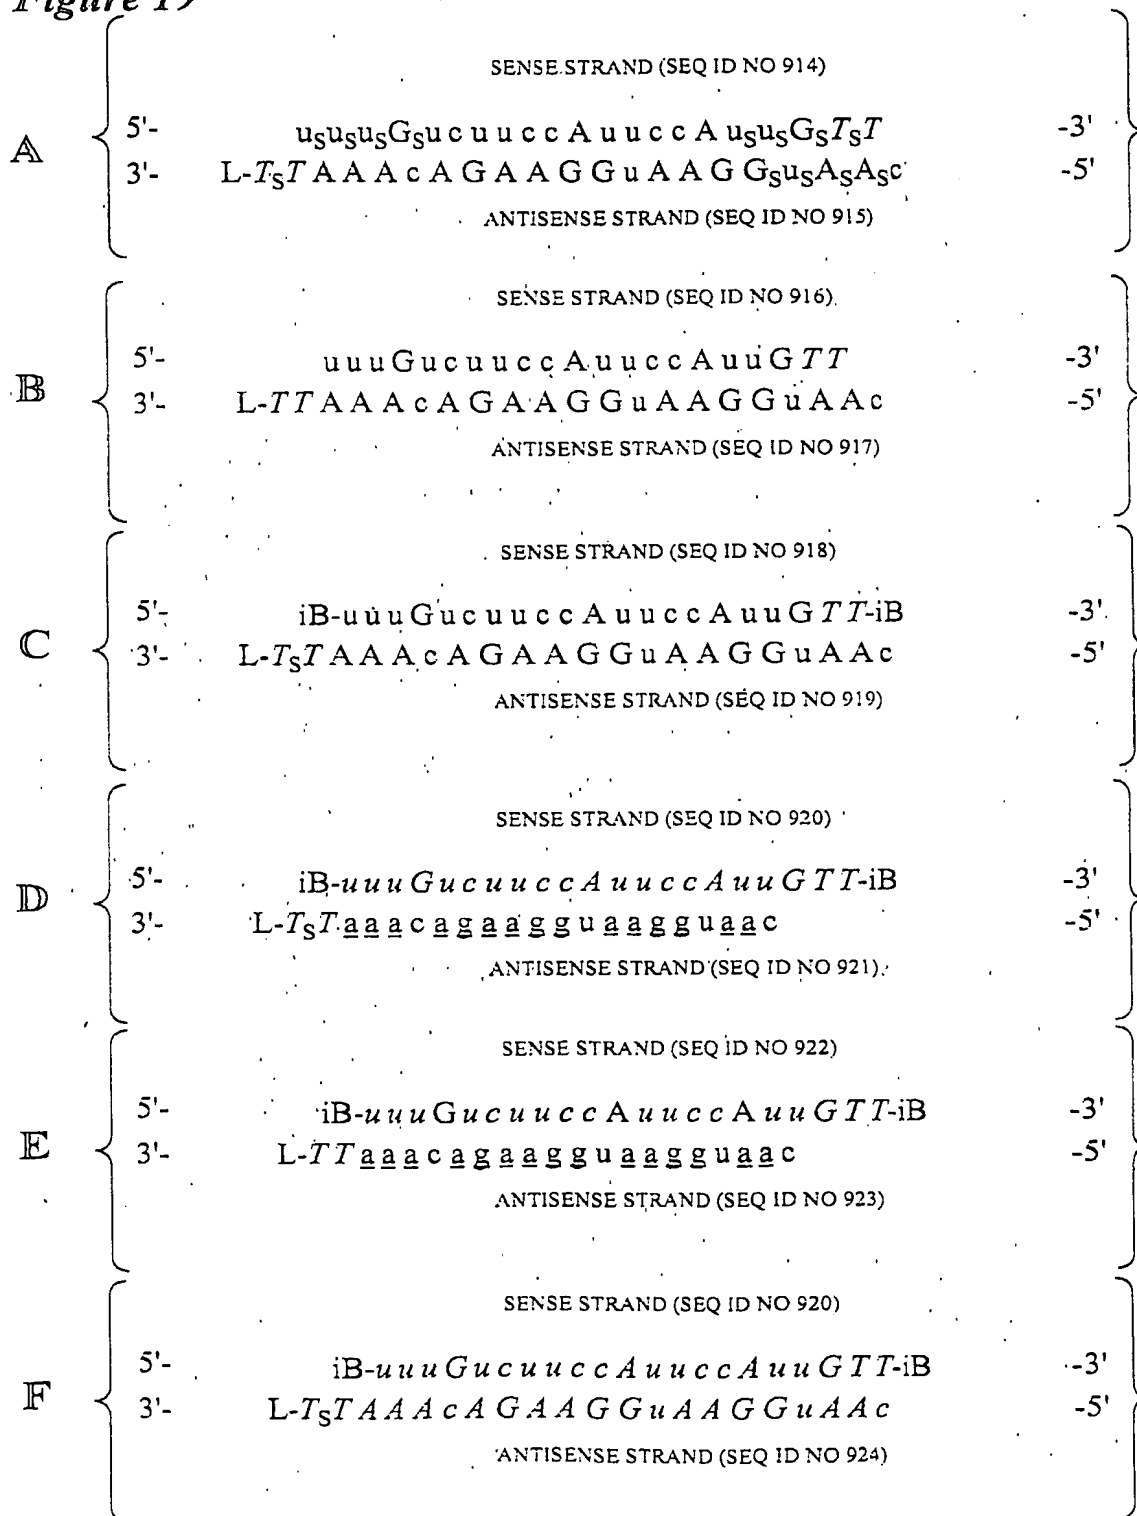 Figure 19
SENSE STRAND (SEQ ID NO 914)
A
5'- usususGsucuuccAuuccAususGsTsT -3'
3'- L-TsTAAAcAGAAGGuAAGGGsusAsAsc -5'
ANTISENSE STRAND (SEQ ID NO 915)
SENSE STRAND (SEQ ID NO 916)
B
5'- uuuGucuuccAuuccAuuGTT -3'
3'- L-TTAAAcAGAAGGuAAGGuAAc -5'
ANTISENSE STRAND (SEQ ID NO 917)
SENSE STRAND (SEQ ID NO 918)
C
5'- iB-uuuGucuuccAuuccAuuGTT-iB -3'
3'- L-TsTAAAcAGAAGGuAAGGuAAc -5'
ANTISENSE STRAND (SEQ ID NO 919)
SENSE STRAND (SEQ ID NO 920)
D
5'- iB-uuuGucuuccAuuccAuuGTT-iB -3'
3'- L-TsTaaacagaagguaagguaac -5'
ANTISENSE STRAND (SEQ ID NO 921)
SENSE STRAND (SEQ ID NO 922)
E
5'- iB-uuuGucuuccAuuccAuuGTT-iB -3'
3'- L-TTaaacagaagguaagguaac -5'
ANTISENSE STRAND (SEQ ID NO 923)
SENSE STRAND (SEQ ID NO 920)
F
5'- iB-uuuGucuuccAuuccAuuGTT-iB -3'
3'- L-TsTAAAcAGAAGGuAAGGuAAc -5'
ANTISENSE STRAND (SEQ ID NO 924)